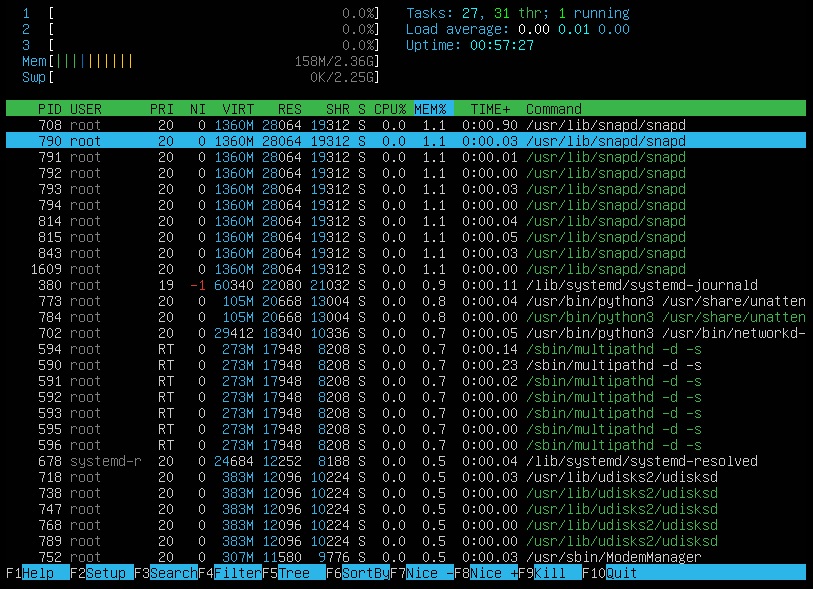 1 [ 0.0%] Tasks: 27, 31 thr; 1 running
2 [ 0.0%] Load average: 0.00 0.01 0.00
3 [ 0.0%] Uptime: 00:57:27
Mem[||||||||||| 158M/2.36G]
Swp[ 0K/2.25G]
PID USER PRI NI VIRT RES SHR S CPU% MEM% TIME+ Command
708 root 20 0 1360M 28064 19312 S 0.0 1.1 0:00.90 /usr/lib/snapd/snapd
790 root 20 0 1360M 28064 19312 S 0.0 1.1 0:00.03 /usr/lib/snapd/snapd
791 root 20 0 1360M 28064 19312 S 0.0 1.1 0:00.01 /usr/lib/snapd/snapd
792 root 20 0 1360M 28064 19312 S 0.0 1.1 0:00.00 /usr/lib/snapd/snapd
793 root 20 0 1360M 28064 19312 S 0.0 1.1 0:00.03 /usr/lib/snapd/snapd
794 root 20 0 1360M 28064 19312 S 0.0 1.1 0:00.00 /usr/lib/snapd/snapd
814 root 20 0 1360M 28064 19312 S 0.0 1.1 0:00.04 /usr/lib/snapd/snapd
815 root 20 0 1360M 28064 19312 S 0.0 1.1 0:00.05 /usr/lib/snapd/snapd
843 root 20 0 1360M 28064 19312 S 0.0 1.1 0:00.03 /usr/lib/snapd/snapd
1609 root 20 0 1360M 28064 19312 S 0.0 1.1 0:00.00 /usr/lib/snapd/snapd
380 root 19 -1 60340 22080 21032 S 0.0 0.9 0:00.11 /lib/systemd/systemd-journald
773 root 20 0 105M 20668 13004 S 0.0 0.8 0:00.04 /usr/bin/python3 /usr/share/unatten
784 root 20 0 105M 20668 13004 S 0.0 0.8 0:00.00 /usr/bin/python3 /usr/share/unatten
702 root 20 0 29412 18340 10336 S 0.0 0.7 0:00.05 /usr/bin/python3 /usr/bin/networkd-
594 root RT 0 273M 17948 8208 S 0.0 0.7 0:00.14 /sbin/multipathd -d -s
590 root RT 0 273M 17948 8208 S 0.0 0.7 0:00.23 /sbin/multipathd -d -s
591 root RT 0 273M 17948 8208 S 0.0 0.7 0:00.02 /sbin/multipathd -d -s
592 root RT 0 273M 17948 8208 S 0.0 0.7 0:00.00 /sbin/multipathd -d -s
593 root RT 0 273M 17948 8208 S 0.0 0.7 0:00.00 /sbin/multipathd -d -s
595 root RT 0 273M 17948 8208 S 0.0 0.7 0:00.00 /sbin/multipathd -d -s
596 root RT 0 273M 17948 8208 S 0.0 0.7 0:00.00 /sbin/multipathd -d -s
678 systemd-r 20 0 24684 12252 8188 S 0.0 0.5 0:00.04 /lib/systemd/systemd-resolved
718 root 20 0 383M 12096 10224 S 0.0 0.5 0:00.03 /usr/lib/udisks2/udisksd
738 root 20 0 383M 12096 10224 S 0.0 0.5 0:00.00 /usr/lib/udisks2/udisksd
747 root 20 0 383M 12096 10224 S 0.0 0.5 0:00.00 /usr/lib/udisks2/udisksd
768 root 20 0 383M 12096 10224 S 0.0 0.5 0:00.00 /usr/lib/udisks2/udisksd
789 root 20 0 383M 12096 10224 S 0.0 0.5 0:00.00 /usr/lib/udisks2/udisksd
752 root 20 0 307M 11580 9776 S 0.0 0.5 0:00.03 /usr/sbin/ModemManager
F1Help F2Setup F3SearchF4FilterF5Tree F6SortByF7Nice -F8Nice +F9Kill F10Quit